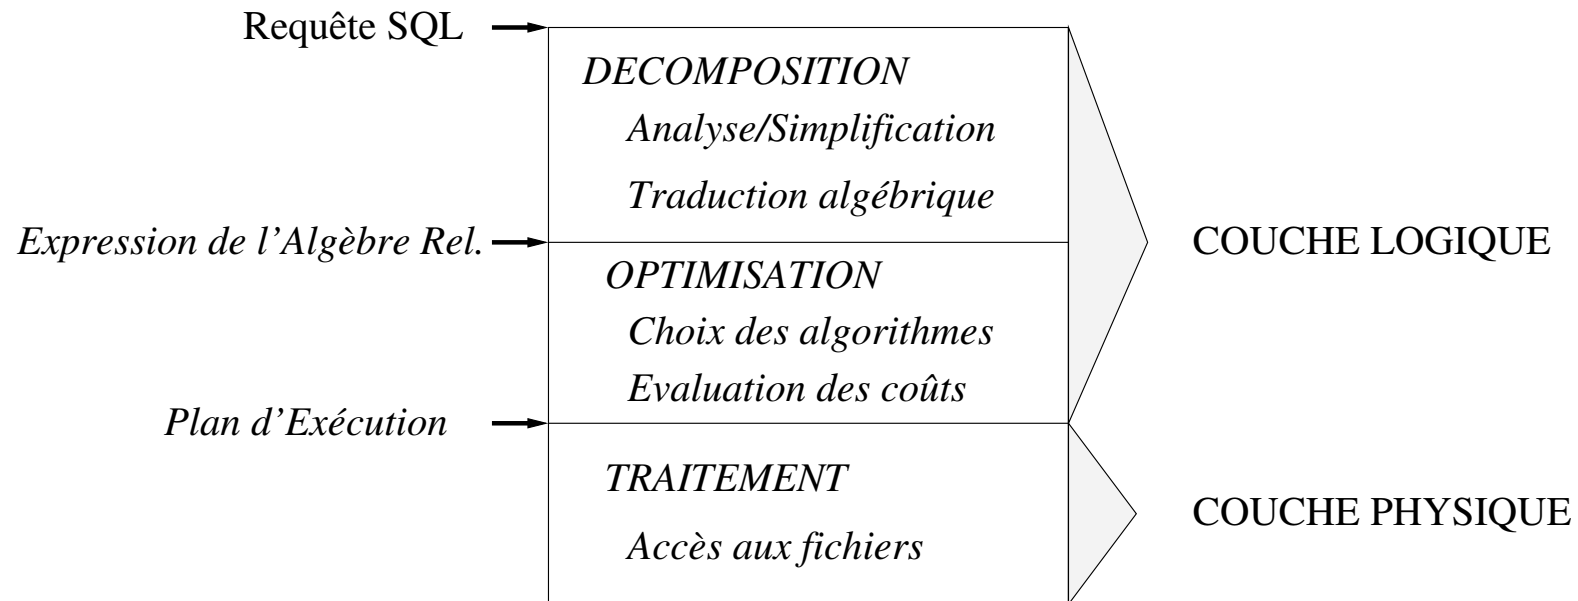 Requête SQL
DECOMPOSITION
Analyse/Simplification
Traduction algébrique
Expression de l'Algèbre Rel.
COUCHE LOGIQUE
OPTIMISATION
Choix des algorithmes
Evaluation des coûts
Plan d'Exécution
TRAITEMENT
COUCHE PHYSIQUE
Accès aux fichiers